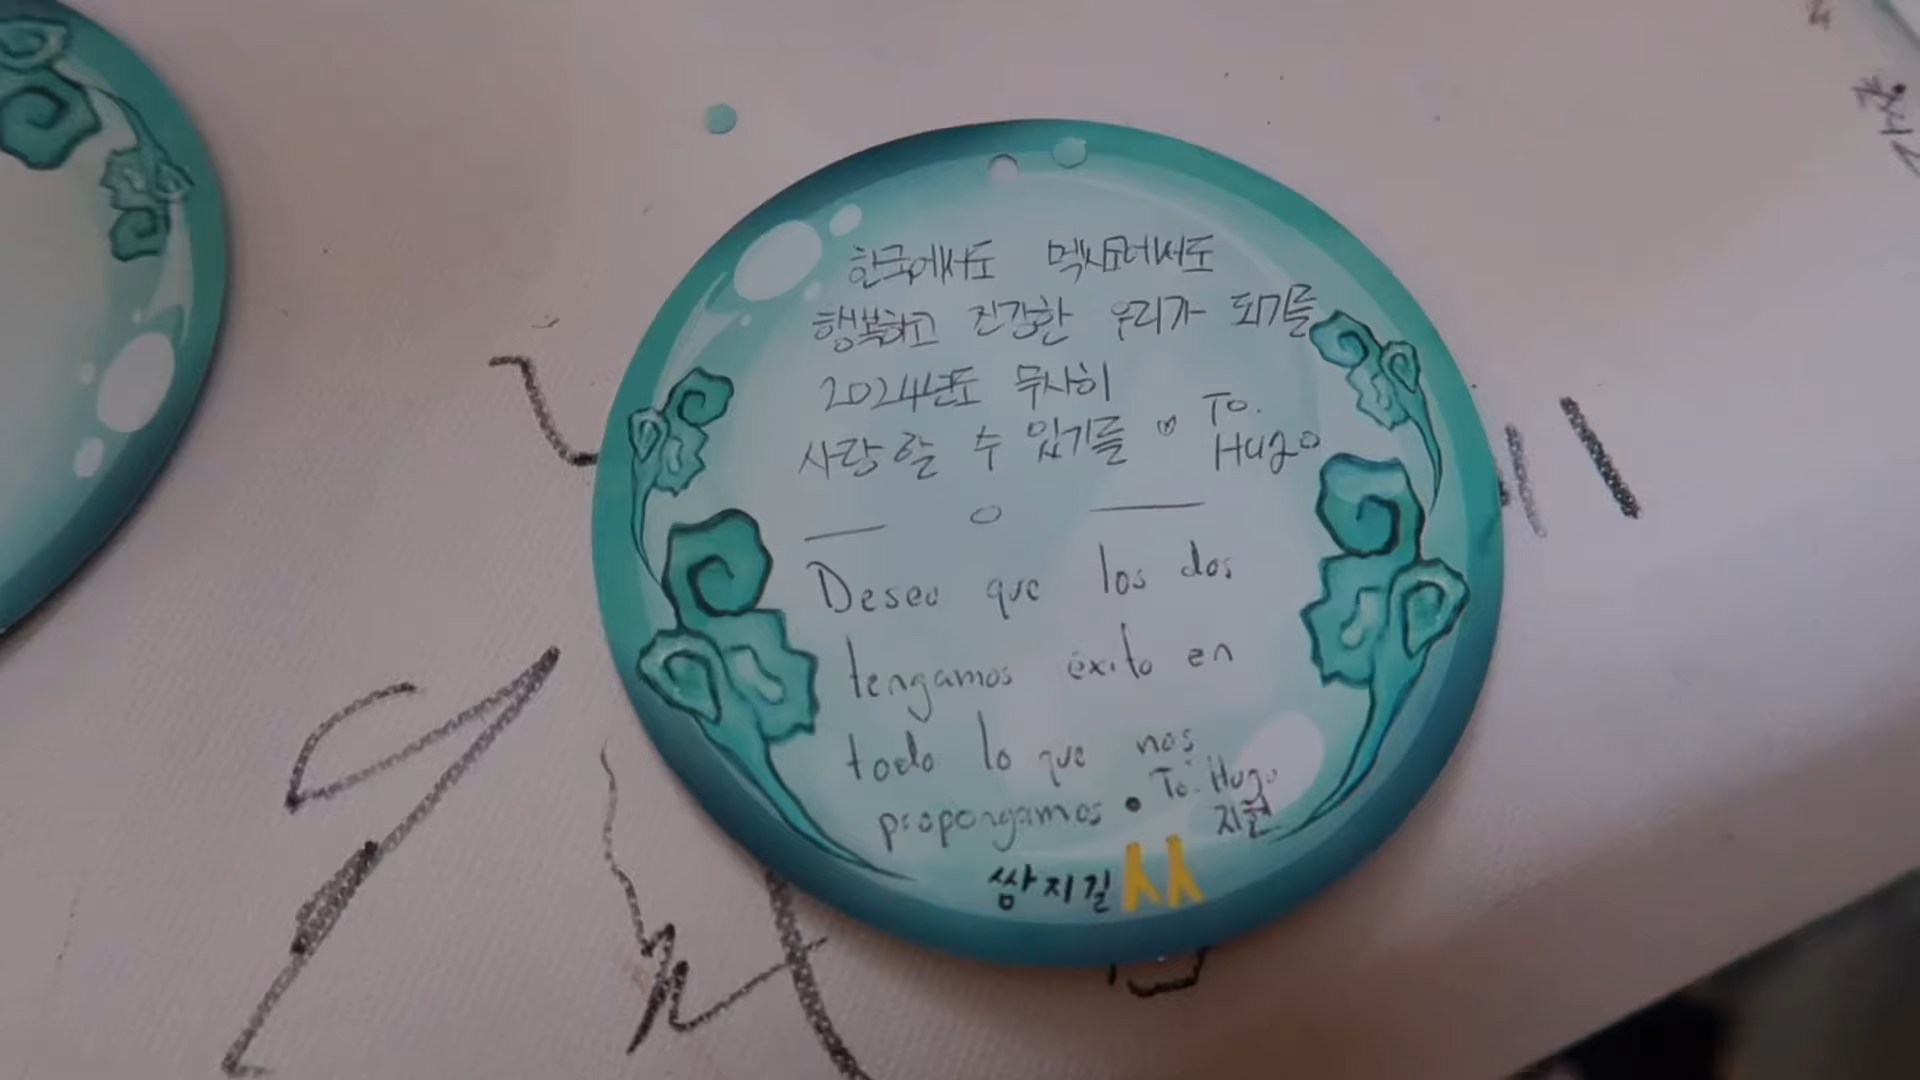 한국에서도 멕시코에서도
행복하고 건강한 우리가 되기를
2024년도 무사히
사랑할 수 있기를 ♡ To.
Hugo
Deseo que los dos
tengamos éxito en
todo lo que nos
propongamos • To. Hugo
쌈지길